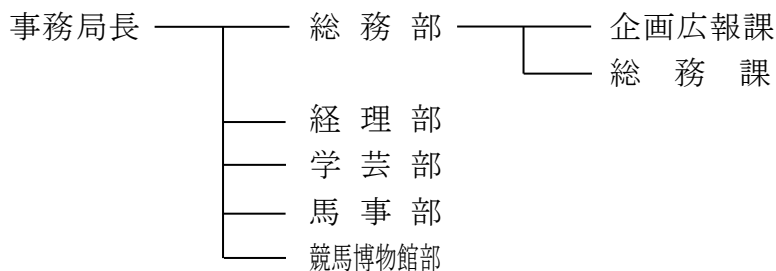 事務局長 総務部 企画広報課
総務課
経理部
学芸部
馬事部
競馬博物館部